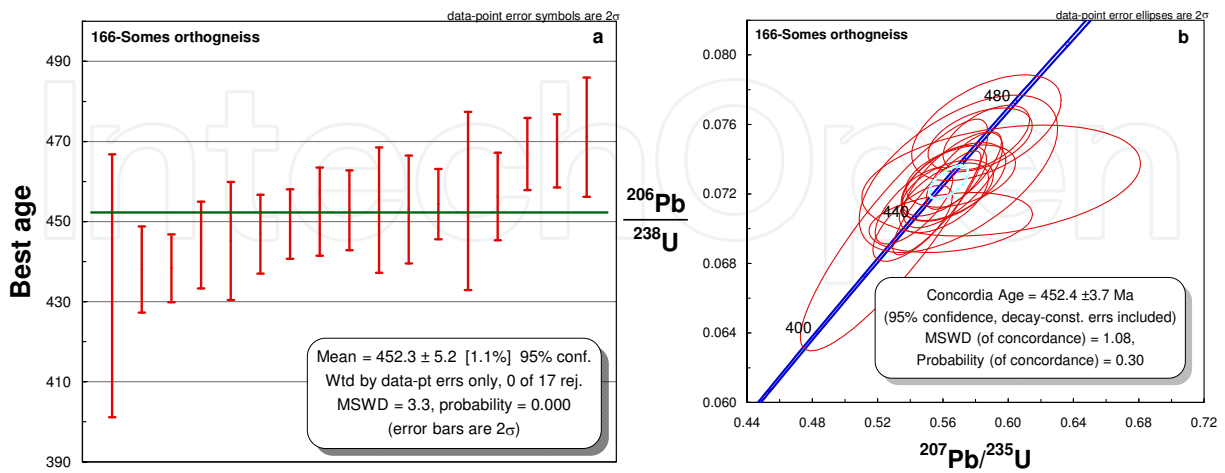 data-point error symbols are 2σ
166-Somes orthogneiss
a
490
470
450
430
410
390
Best age
Mean = 452.3 ± 5.2 [1.1%] 95% conf.
Wtd by data-pt errs only, 0 of 17 rej.
MSWD = 3.3, probability = 0.000
(error bars are 2σ)
data-point error ellipses are 2σ
166-Somes orthogneiss
b
0.080
0.076
0.072
0.068
0.064
0.060
206Pb
238U
480
440
400
Concordia Age = 452.4 ±3.7 Ma
(95% confidence, decay-const. errs included)
MSWD (of concordance) = 1.08,
Probability (of concordance) = 0.30
0.44 0.48 0.52 0.56 0.60 0.64 0.68 0.72
207Pb/235U
IntechOpen